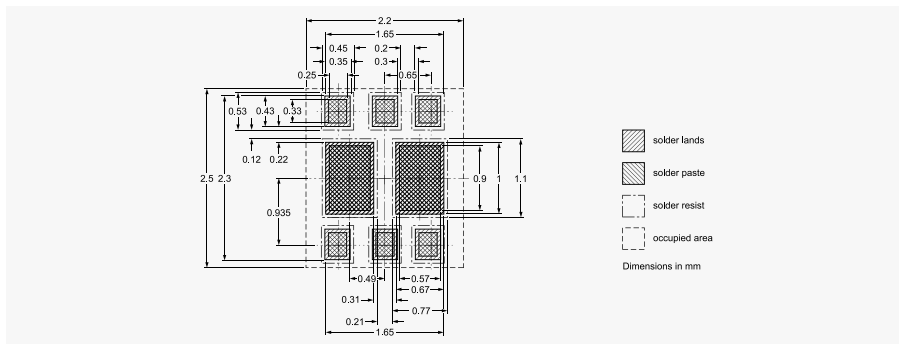 2.2
1.65
0.45 0.2
0.35 0.3
0.25 0.65
0.53 0.43 0.33
0.12 0.22
2.5 2.3 0.9 1 1.1
0.935
0.49 0.57
0.67
0.31
0.77
0.21
1.65
solder lands
solder paste
solder resist
occupied area
Dimensions in mm